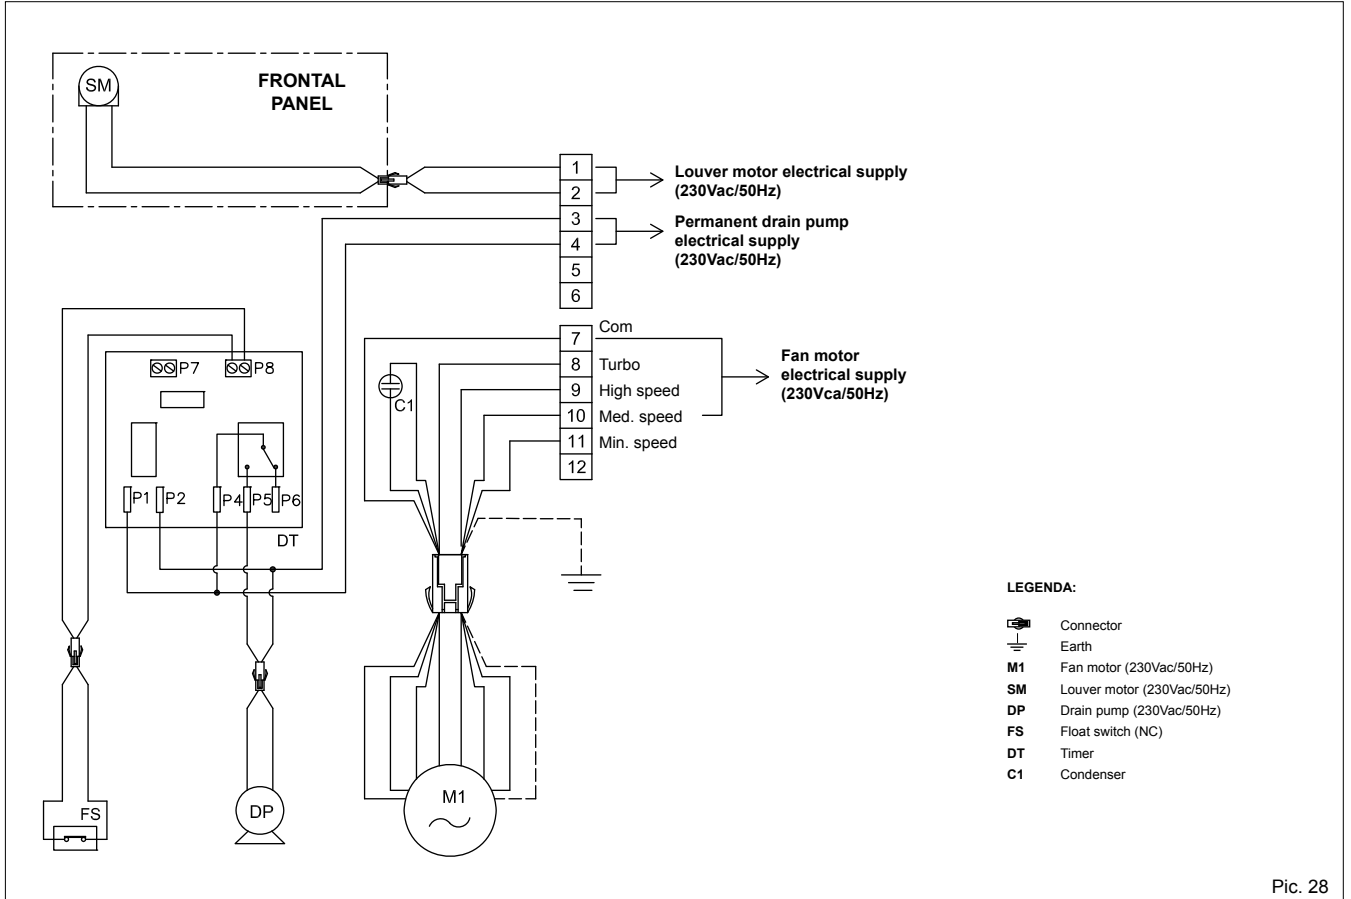 SM
FRONTAL
PANEL
1
2
3
4
5
6
Louver motor electrical supply
(230Vac/50Hz)
Permanent drain pump
electrical supply
(230Vac/50Hz)
7 Com
8 Turbo
9 High speed
10 Med. speed
11 Min. speed
12
Fan motor
electrical supply
(230Vca/50Hz)
C1
P7
P8
P1
P2
P4
P5
P6
DT
FS
DP
M1
LEGENDA:
Connector
Earth
M1 Fan motor (230Vac/50Hz)
SM Louver motor (230Vac/50Hz)
DP Drain pump (230Vac/50Hz)
FS Float switch (NC)
DT Timer
C1 Condenser
Pic. 28